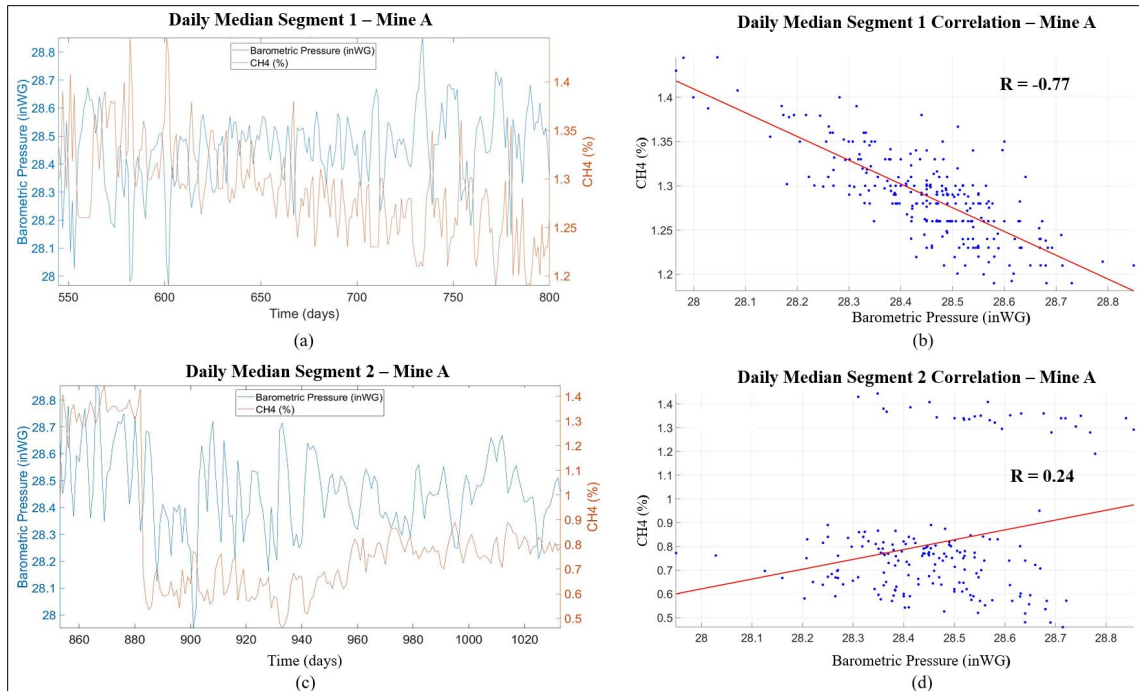 Daily Median Segment 1 – Mine A
Barometric Pressure (inWG)
CH4 (%)
28.8
28.7
28.6
28.5
28.4
28.3
28.2
28.1
28
Barometric Pressure (inWG)
1.4
1.35
1.3
1.25
1.2
CH4 (%)
550 600 650 700 750 800
Time (days)
(a)
Daily Median Segment 1 Correlation – Mine A
R = -0.77
1.4
1.35
1.3
1.25
1.2
CH4 (%)
28 28.1 28.2 28.3 28.4 28.5 28.6 28.7 28.8
Barometric Pressure (inWG)
(b)
Daily Median Segment 2 – Mine A
Barometric Pressure (inWG)
CH4 (%)
28.8
28.7
28.6
28.5
28.4
28.3
28.2
28.1
28
Barometric Pressure (inWG)
1.4
1.3
1.2
1.1
1
0.9
0.8
0.7
0.6
0.5
CH4 (%)
860 880 900 920 940 960 980 1000 1020
Time (days)
(c)
Daily Median Segment 2 Correlation – Mine A
R = 0.24
1.4
1.3
1.2
1.1
1
0.9
0.8
0.7
0.6
0.5
CH4 (%)
28 28.1 28.2 28.3 28.4 28.5 28.6 28.7 28.8
Barometric Pressure (inWG)
(d)